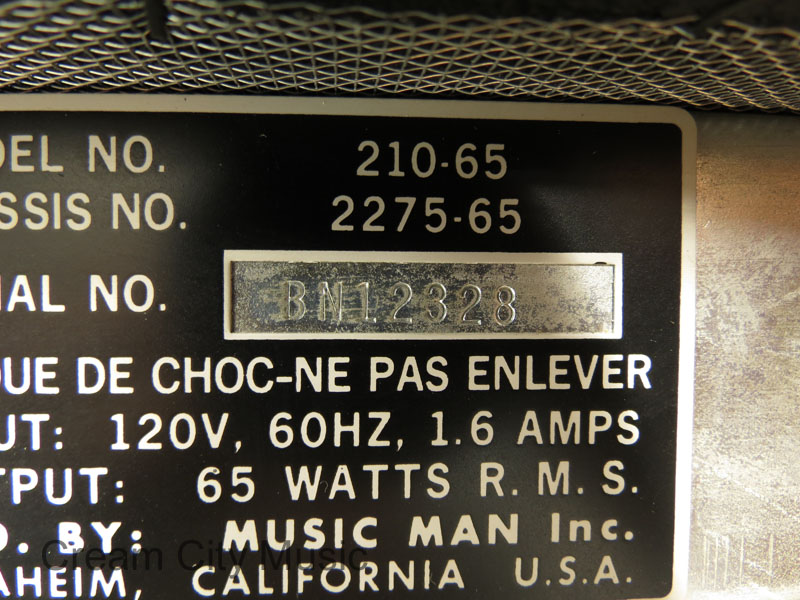 DEL NO. 210-65
SSIS NO. 2275-65
IAL NO. BN12328
QUE DE CHOC-NE PAS ENLEVER
UT: 120V, 60HZ, 1.6 AMPS
TPUT: 65 WATTS R.M.S.
D. BY: MUSIC MAN Inc.
Cream City Music
AHEIM, CALIFORNIA U.S.A.